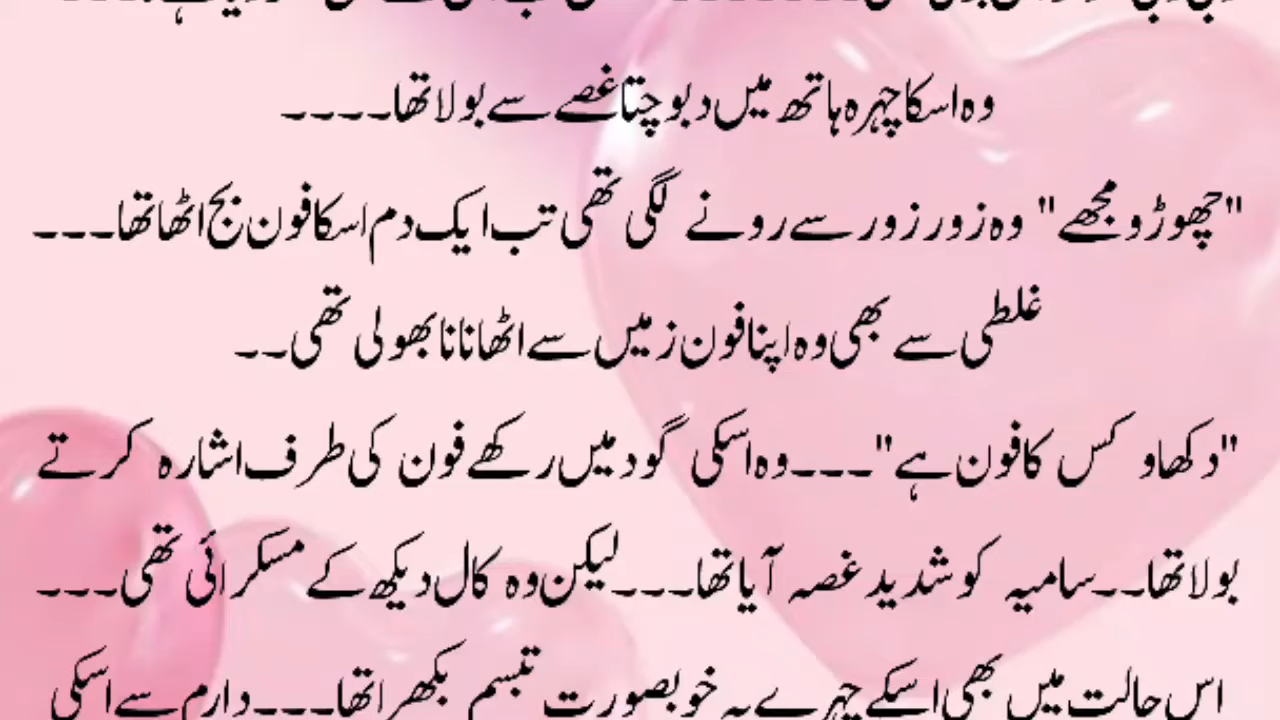 وہ اسکا چہرہ ہاتھ میں دبوچتا غصے سے بولا تھا۔۔۔۔
"چھوڑو مجھے" وہ زور زور سے رونے لگی تھی تب ایک دم اسکا فون بج اٹھا تھا۔۔۔
غلطی سے بھی وہ اپنا فون زمیں سے اٹھانا نا بھولی تھی۔۔
"دکھاو کس کا فون ہے"۔۔۔وہ اسکی گود میں رکھے فون کی طرف اشارہ کرتے
بولا تھا۔۔سامیہ کو شدید غصہ آیا تھا۔۔۔لیکن وہ کال دیکھ کے مسکرائی تھی۔۔۔
اس حالت میں بھی اسکے چہرے پہ خوبصورت تبسم بکھرا تھا۔۔۔دارم سے اسکی